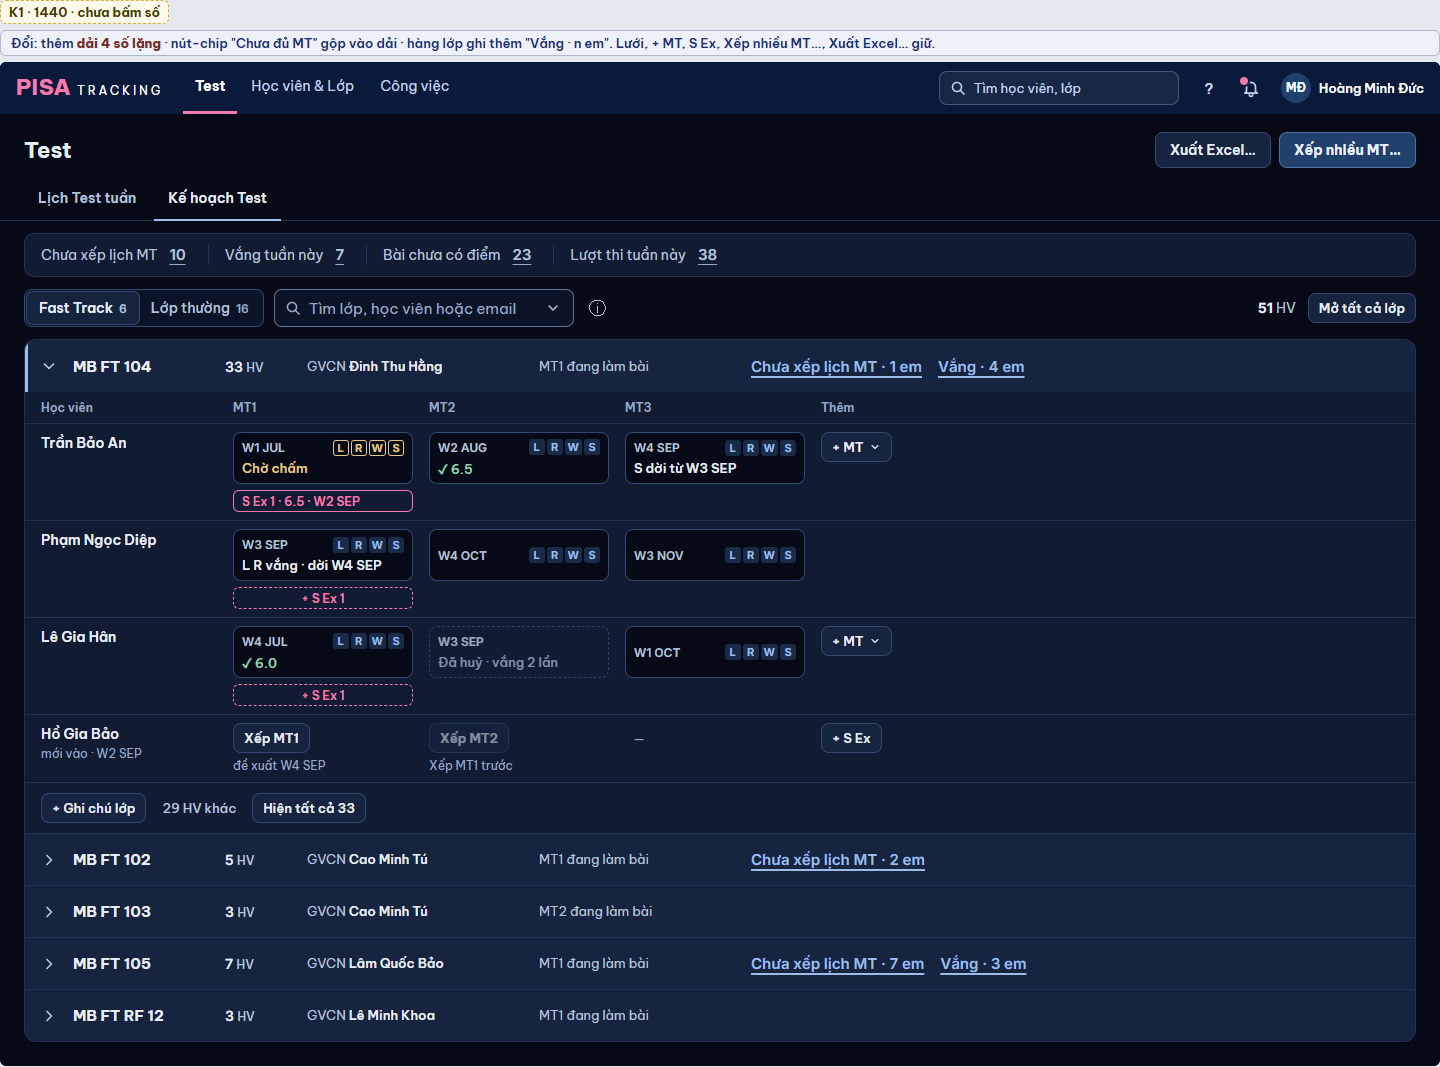 K1 · 1440 · chưa bấm số
Đổi: thêm dải 4 số lặng · nút-chip "Chưa đủ MT" gộp vào dải · hàng lớp ghi thêm "Vắng · n em". Lưới, + MT, S Ex, Xếp nhiều MT..., Xuất Excel... giữ.
PISA TRACKING Test Học viên & Lớp Công việc Tìm học viên, lớp ? MĐ Hoàng Minh Đức
Test Xuất Excel... Xếp nhiều MT...
Lịch Test tuần Kế hoạch Test
Chưa xếp lịch MT 10 Vắng tuần này 7 Bài chưa có điểm 23 Lượt thi tuần này 38
Fast Track 6 Lớp thường 16 Tìm lớp, học viên hoặc email 51 HV Mở tất cả lớp
MB FT 104 33 HV GVCN Đinh Thu Hằng MT1 đang làm bài Chưa xếp lịch MT · 1 em Vắng · 4 em
Học viên MT1 MT2 MT3 Thêm
Trần Bảo An W1 JUL L R W S W2 AUG L R W S W4 SEP L R W S + MT
Chờ chấm ✓ 6.5 S dời từ W3 SEP
S Ex 1 · 6.5 · W2 SEP
Phạm Ngọc Diệp W3 SEP L R W S W4 OCT L R W S W3 NOV L R W S
L R vắng · dời W4 SEP
+ S Ex 1
Lê Gia Hân W4 JUL L R W S W3 SEP W1 OCT L R W S + MT
✓ 6.0 Đã huỷ · vắng 2 lần
+ S Ex 1
Hồ Gia Bảo Xếp MT1 Xếp MT2 — + S Ex
mới vào · W2 SEP đề xuất W4 SEP Xếp MT1 trước
+ Ghi chú lớp 29 HV khác Hiện tất cả 33
MB FT 102 5 HV GVCN Cao Minh Tú MT1 đang làm bài Chưa xếp lịch MT · 2 em
MB FT 103 3 HV GVCN Cao Minh Tú MT2 đang làm bài
MB FT 105 7 HV GVCN Lâm Quốc Bảo MT1 đang làm bài Chưa xếp lịch MT · 7 em Vắng · 3 em
MB FT RF 12 3 HV GVCN Lê Minh Khoa MT1 đang làm bài